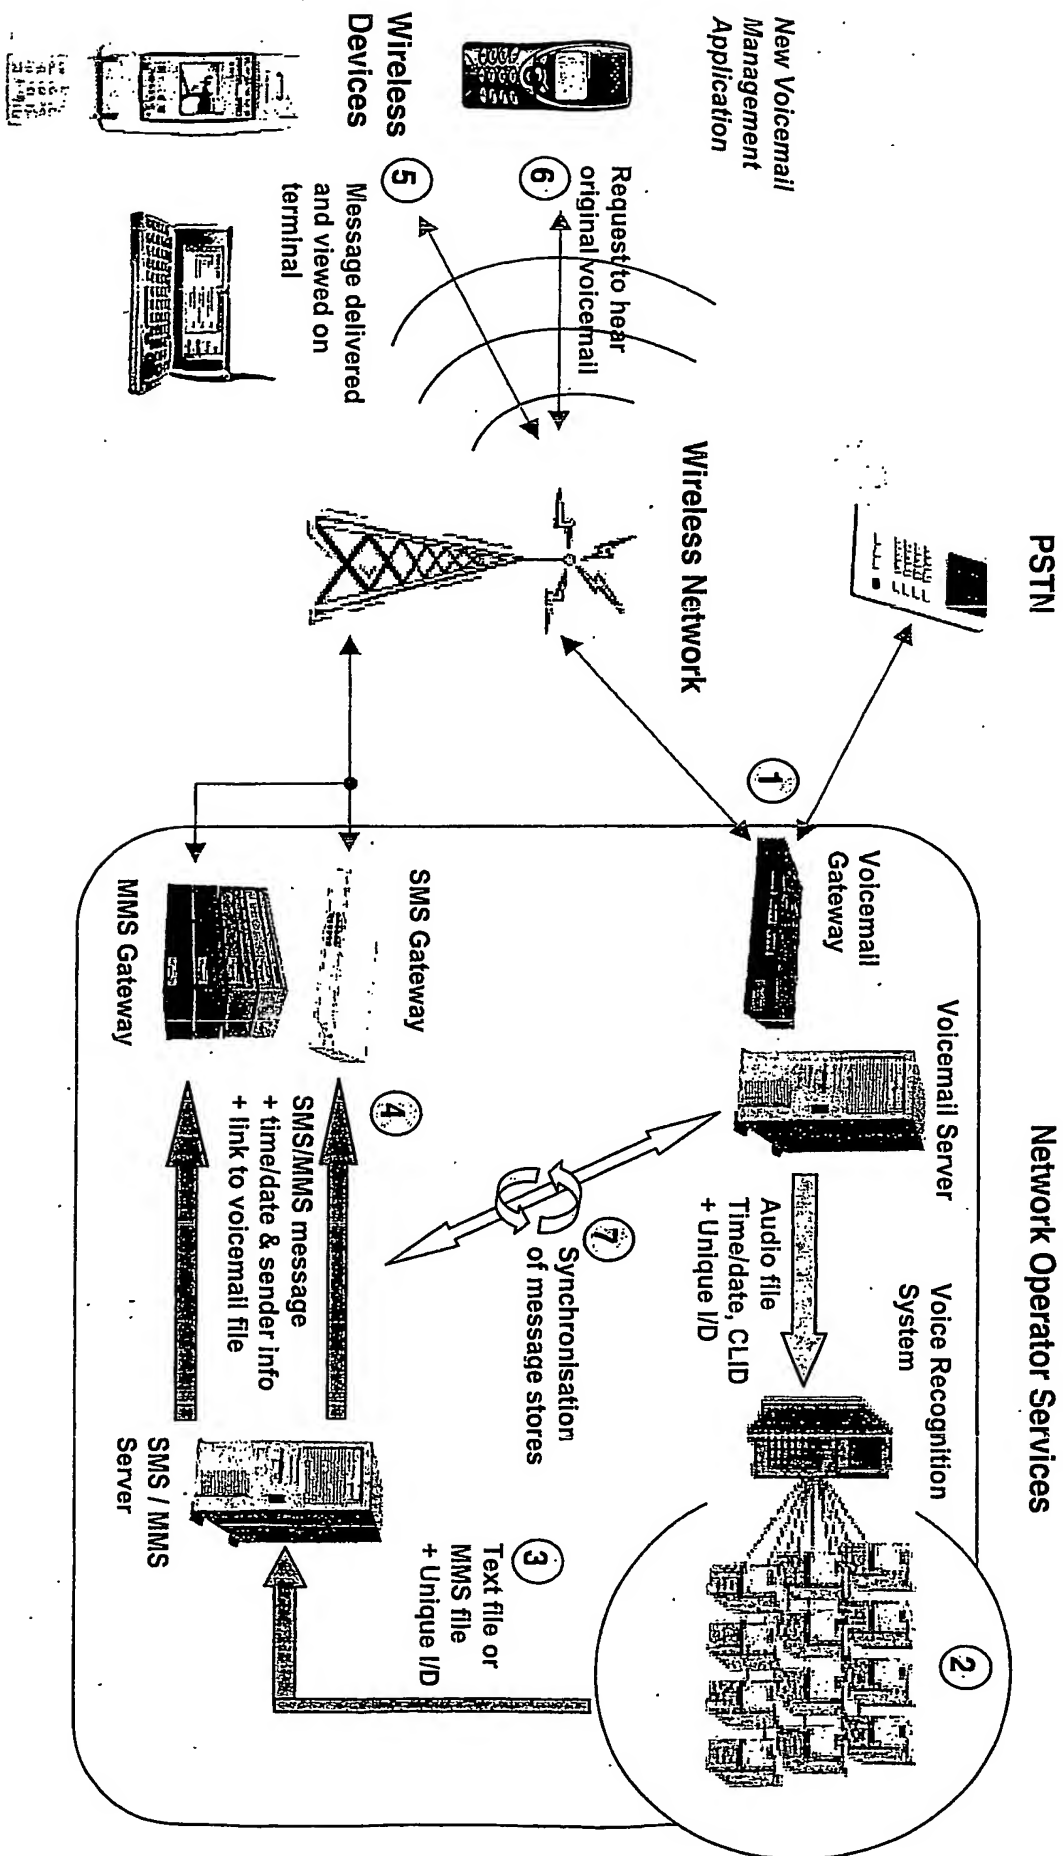 PSTN
Network Operator Services
New Voicemail
Management
Application
Wireless Network
1
Voicemail
Gateway
Voicemail Server
Voice Recognition
System
2
Audio file
Time/date, CLID
+ Unique I/D
Request to hear
original voicemail
6
5
Wireless
Devices
Message delivered
and viewed on
terminal
7
Synchronisation
of message stores
3
Text file or
MMS file
+ Unique I/D
SMS Gateway
4
SMS/MMS message
+ time/date & sender info
+ link to voicemail file
MMS Gateway
SMS / MMS
Server